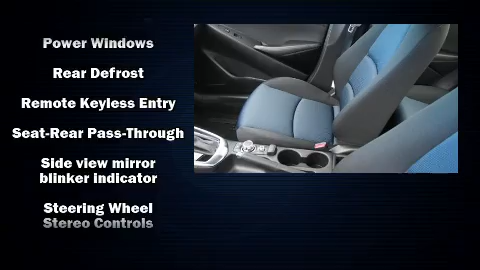 Power Windows
Rear Defrost
Remote Keyless Entry
Seat-Rear Pass-Through
Side view mirror
blinker indicator
Steering Wheel
Stereo Controls